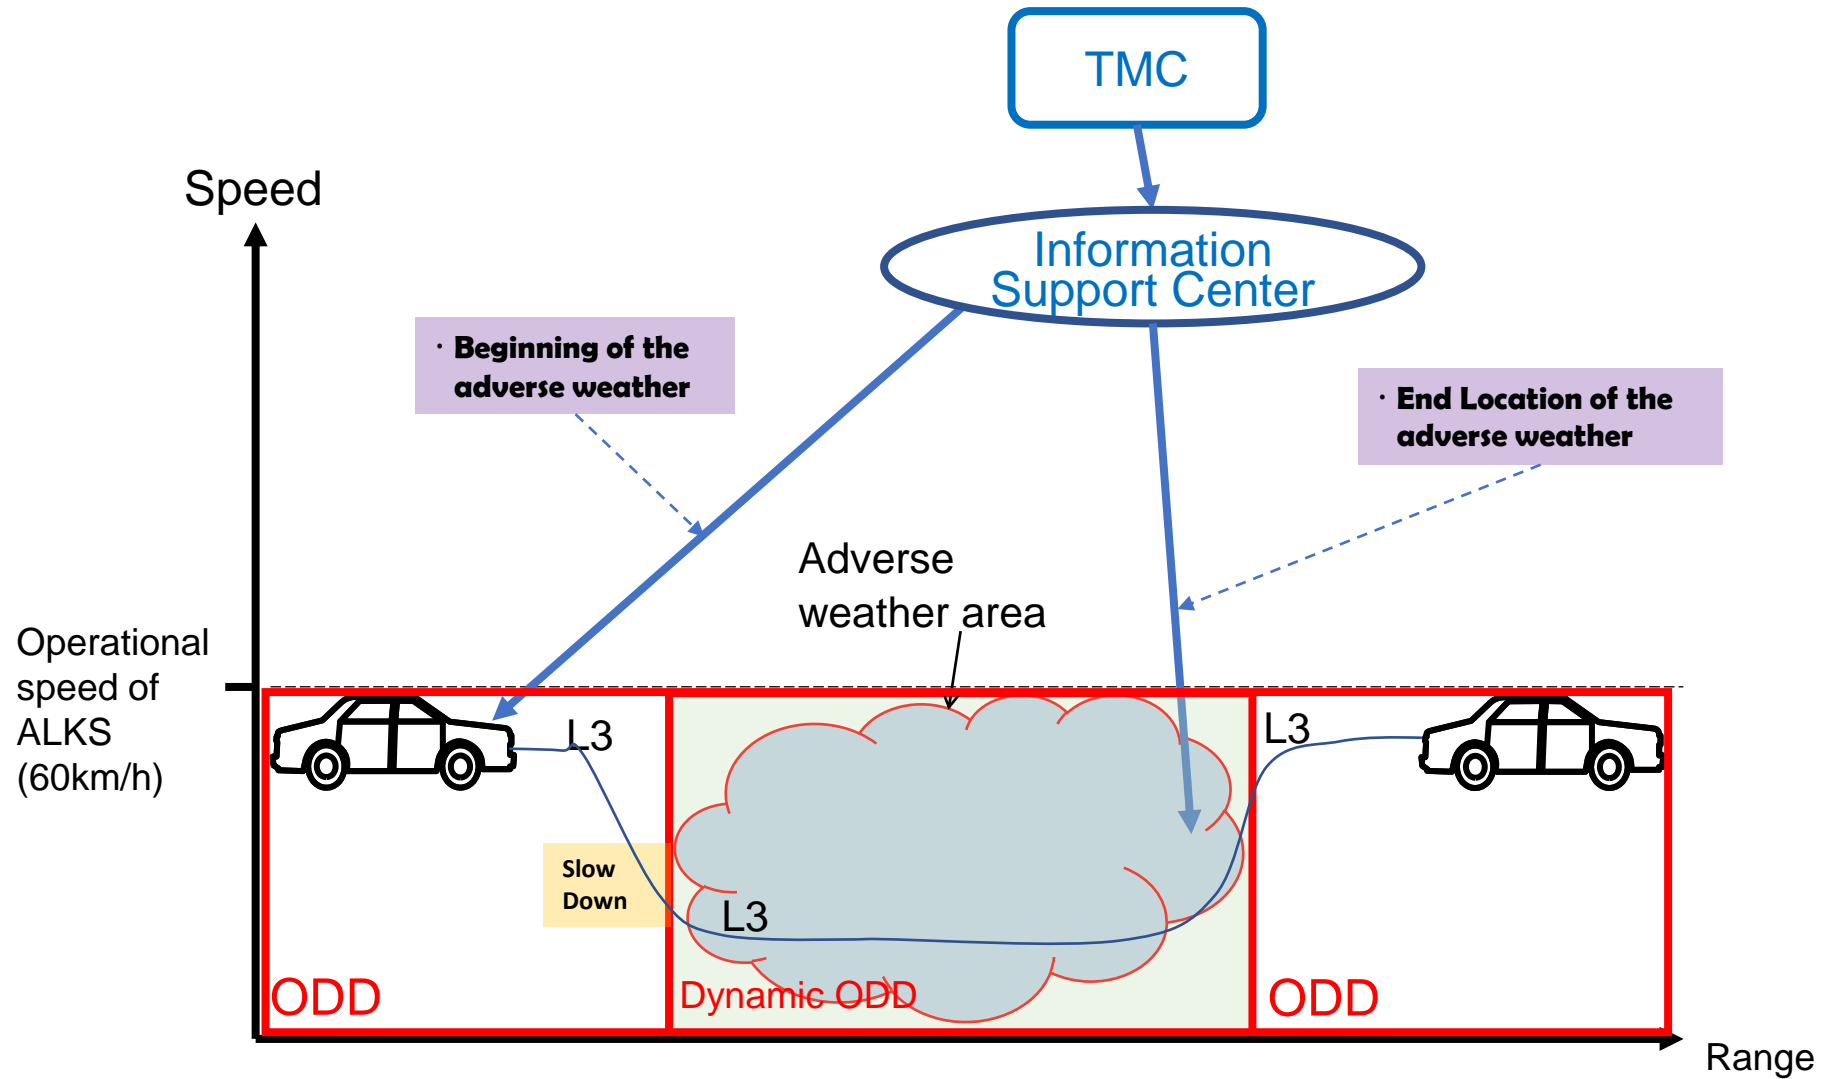 TMC
Speed
Information
Support Center
· Beginning of the
adverse weather
· End Location of the
adverse weather
Adverse
weather area
Operational
speed of
ALKS
(60km/h)
L3
L3
Slow
Down
L3
ODD
Dynamic ODD
ODD
Range